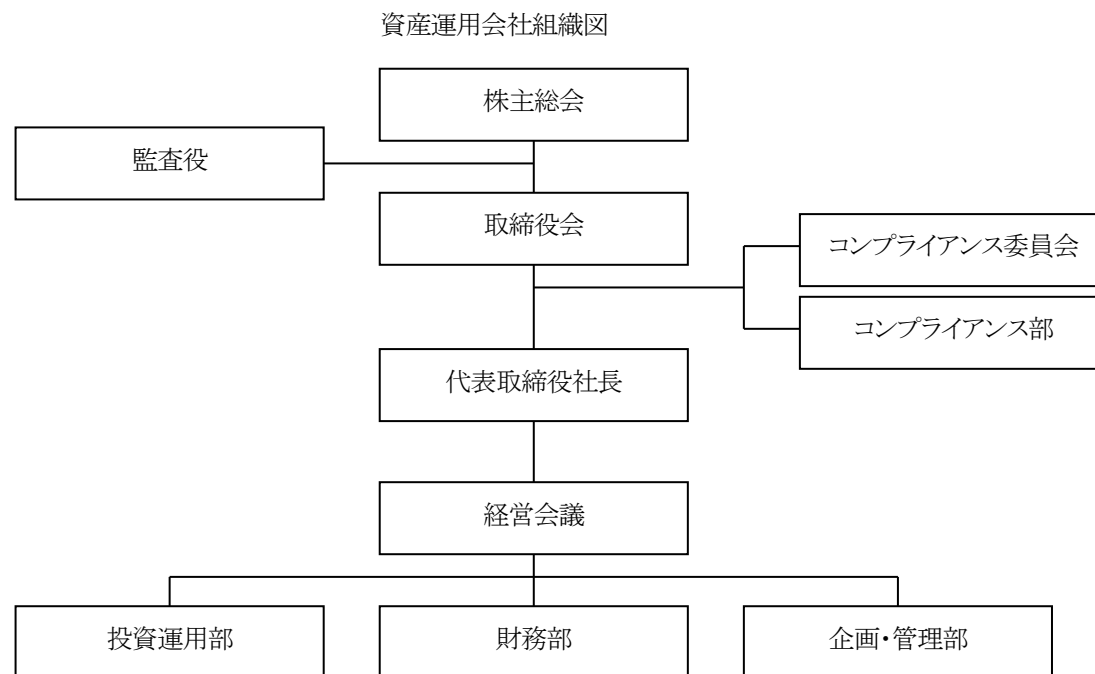 資産運用会社組織図
株主総会
監査役
取締役会
コンプライアンス委員会
コンプライアンス部
代表取締役社長
経営会議
投資運用部
財務部
企画・管理部